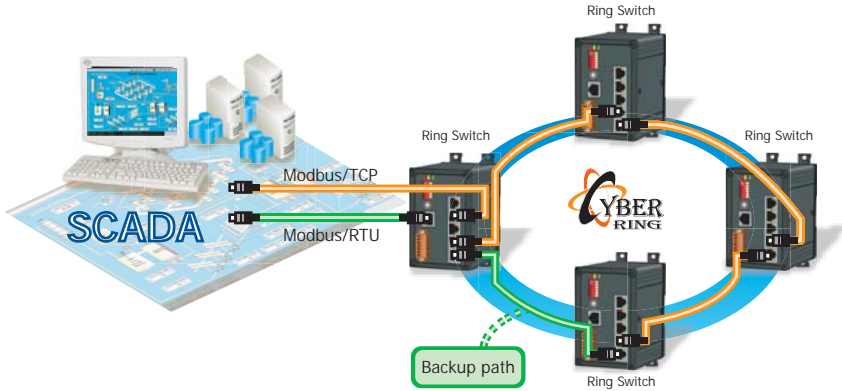 Ring Switch
Ring Switch
Ring Switch
Modbus/TCP
CYBER
RING
SCADA
Modbus/RTU
Backup path
Ring Switch